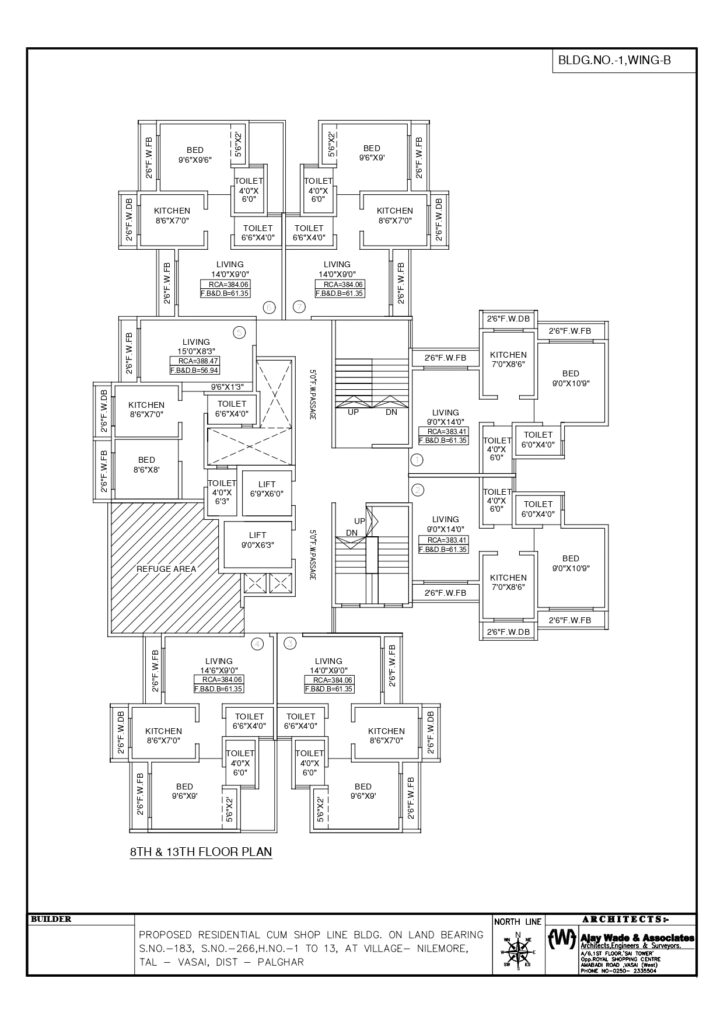 BLDG.NO.-1,WING-B
2'6"F.W.FB
BED
9'6"X9'6"
5'6"X2'
TOILET
4'0"X
6'0"
KITCHEN
8'6"X7'0"
2'6"F.W.DB
TOILET
6'6"X4'0"
LIVING
14'0"X9'0"
RCA=384.06
F.B&D.B=61.35
2'6"F.W.FB
6
5'6"X2'
BED
9'6"X9'
2'6"F.W.FB
TOILET
4'0"X
6'0"
KITCHEN
8'6"X7'0"
2'6"F.W.DB
TOILET
6'6"X4'0"
LIVING
14'0"X9'0"
RCA=384.06
F.B&D.B=61.35
2'6"F.W.FB
7
5
LIVING
15'0"X8'3"
RCA=388.47
F.B&D.B=56.94
2'6"F.W.FB
9'6"X1'3"
KITCHEN
8'6"X7'0"
2'6"F.W.DB
TOILET
6'6"X4'0"
BED
8'6"X8'
2'6"F.W.FB
TOILET
4'0"X
6'3"
LIFT
6'9"X6'0"
LIFT
9'0"X6'3"
5'0"F.W.PASSAGE
UP
DN
5'0"F.W.PASSAGE
UP
DN
REFUGE AREA
2'6"F.W.DB
2'6"F.W.FB
2'6"F.W.FB
KITCHEN
7'0"X8'6"
BED
9'0"X10'9"
LIVING
9'0"X14'0"
RCA=383.41
F.B&D.B=61.35
TOILET
4'0"X
6'0"
TOILET
6'0"X4'0"
1
2
TOILET
4'0"X
6'0"
TOILET
6'0"X4'0"
LIVING
9'0"X14'0"
RCA=383.41
F.B&D.B=61.35
BED
9'0"X10'9"
KITCHEN
7'0"X8'6"
2'6"F.W.FB
2'6"F.W.FB
2'6"F.W.DB
4
LIVING
14'6"X9'0"
RCA=384.06
F.B&D.B=61.35
2'6"F.W.FB
2'6"F.W.DB
KITCHEN
8'6"X7'0"
TOILET
6'6"X4'0"
TOILET
4'0"X
6'0"
2'6"F.W.FB
BED
9'6"X9'
5'6"X2'
3
LIVING
14'0"X9'0"
RCA=384.06
F.B&D.B=61.35
2'6"F.W.FB
TOILET
6'6"X4'0"
KITCHEN
8'6"X7'0"
2'6"F.W.DB
TOILET
4'0"X
6'0"
BED
9'6"X9'
5'6"X2'
2'6"F.W.FB
8TH & 13TH FLOOR PLAN
BUILDER
PROPOSED RESIDENTIAL CUM SHOP LINE BLDG. ON LAND BEARING
S.NO.-183, S.NO.-266,H.NO.-1 TO 13, AT VILLAGE- NILEMORE,
TAL - VASAI, DIST - PALGHAR
NORTH LINE
N
NW
NE
W
E
SW
SE
S
ARCHITECTS:-
Ajay Wade & Associates
Architects,Engineers & Surveyors.
A/6,1ST FLOOR,"SAI TOWER"
Opp.ROYAL SHOPPING CENTRE
AMABADI ROAD ,VASAI (West)
PHONE NO-0250- 2335504